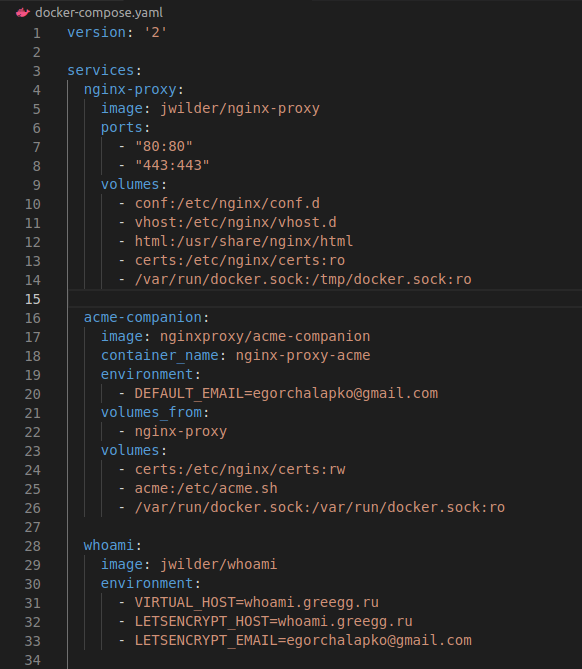 docker-compose.yaml
1 version: '2'
2
3 services:
4   nginx-proxy:
5     image: jwilder/nginx-proxy
6     ports:
7       - "80:80"
8       - "443:443"
9     volumes:
10       - conf:/etc/nginx/conf.d
11       - vhost:/etc/nginx/vhost.d
12       - html:/usr/share/nginx/html
13       - certs:/etc/nginx/certs:ro
14       - /var/run/docker.sock:/tmp/docker.sock:ro
15
16   acme-companion:
17     image: nginxproxy/acme-companion
18     container_name: nginx-proxy-acme
19     environment:
20       - DEFAULT_EMAIL=egorchalapko@gmail.com
21     volumes_from:
22       - nginx-proxy
23     volumes:
24       - certs:/etc/nginx/certs:rw
25       - acme:/etc/acme.sh
26       - /var/run/docker.sock:/var/run/docker.sock:ro
27
28   whoami:
29     image: jwilder/whoami
30     environment:
31       - VIRTUAL_HOST=whoami.greegg.ru
32       - LETSENCRYPT_HOST=whoami.greegg.ru
33       - LETSENCRYPT_EMAIL=egorchalapko@gmail.com
34